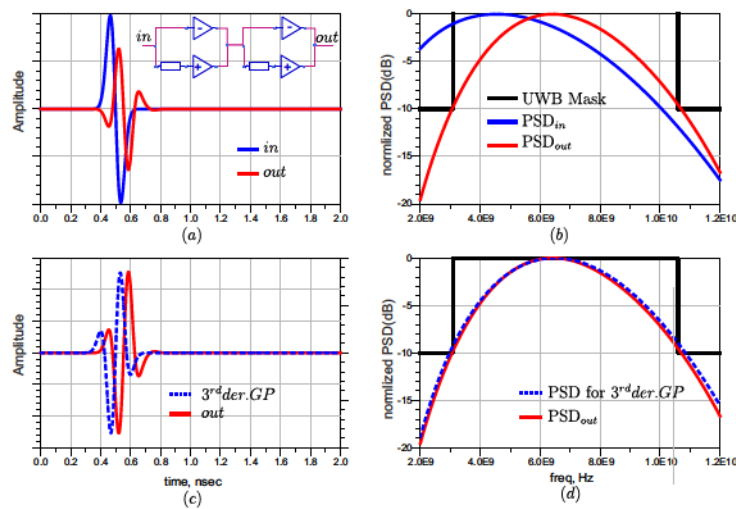 in
out
-
-
+
+
Amplitude
in
out
0.0 0.2 0.4 0.6 0.8 1.0 1.2 1.4 1.6 1.8 2.0
(a)
0
-5
-10
-15
-20
normlized PSD(dB)
UWB Mask
PSDin
PSDout
2.0E9 4.0E9 6.0E9 8.0E9 1.0E10 1.2E10
(b)
Amplitude
3rd der.GP
out
0.0 0.2 0.4 0.6 0.8 1.0 1.2 1.4 1.6 1.8 2.0
time, nsec
(c)
0
-5
-10
-15
-20
normtized PSD(dB)
PSD for 3rd der.GP
PSDout
2.0E9 4.0E9 6.0E9 8.0E9 1.0E10 1.2E10
freq, Hz
(d)